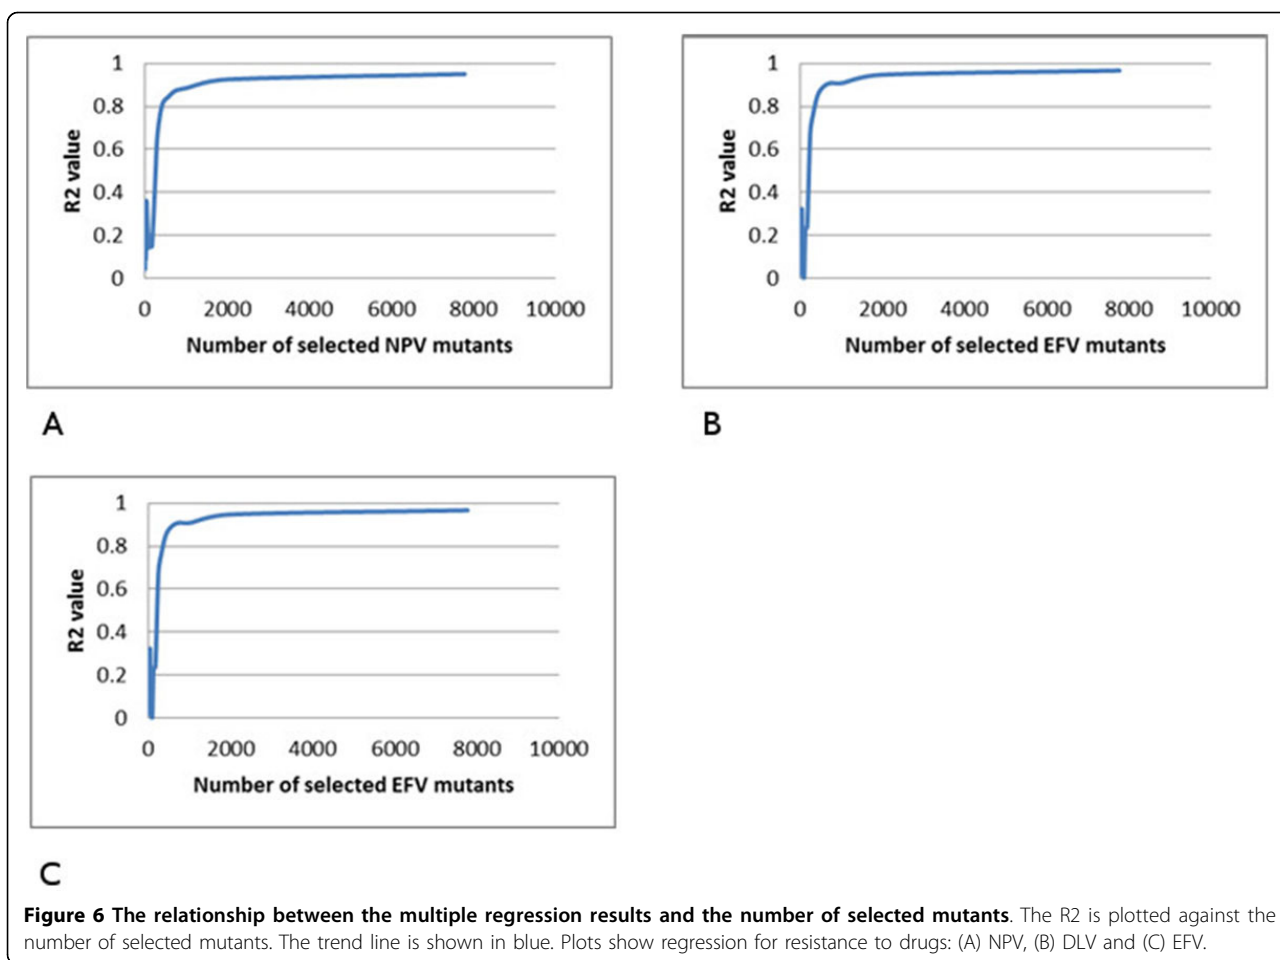 1
0.8
0.6
0.4
0.2
0
R2 value
0 2000 4000 6000 8000 10000
Number of selected NPV mutants
A
1
0.8
0.6
0.4
0.2
0
R2 value
0 2000 4000 6000 8000 10000
Number of selected EFV mutants
B
1
0.8
0.6
0.4
0.2
0
R2 value
0 2000 4000 6000 8000 10000
Number of selected EFV mutants
C
Figure 6 The relationship between the multiple regression results and the number of selected mutants. The R2 is plotted against the
number of selected mutants. The trend line is shown in blue. Plots show regression for resistance to drugs: (A) NPV, (B) DLV and (C) EFV.